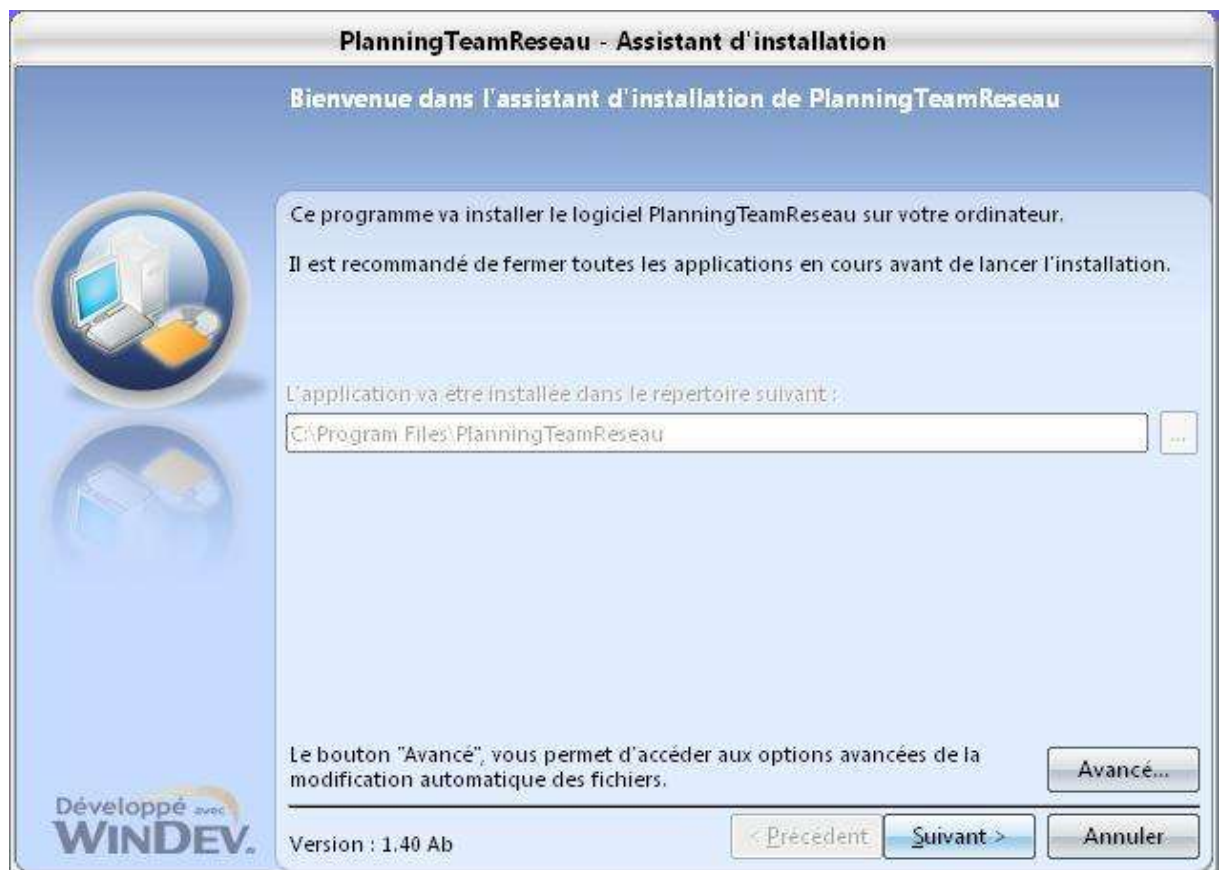 PlanningTeamReseau - Assistant d'installation
Bienvenue dans l'assistant d'installation de PlanningTeamReseau
Ce programme va installer le logiciel PlanningTeamReseau sur votre ordinateur.
Il est recommandé de fermer toutes les applications en cours avant de lancer l'installation.
L'application va être installée dans le répertoire suivant :
C:\Program Files\PlanningTeamReseau
...
Le bouton "Avancé", vous permet d'accéder aux options avancées de la
modification automatique des fichiers.
Avancé...
Développé avec
WINDEV.
Version : 1.40 Ab
< Précédent
Suivant >
Annuler